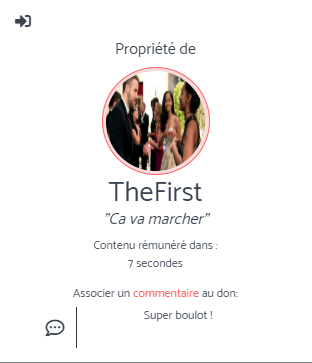 Propriété de
TheFirst
"Ca va marcher"
Contenu rémunéré dans :
7 secondes
Associer un commentaire au don:
Super boulot !